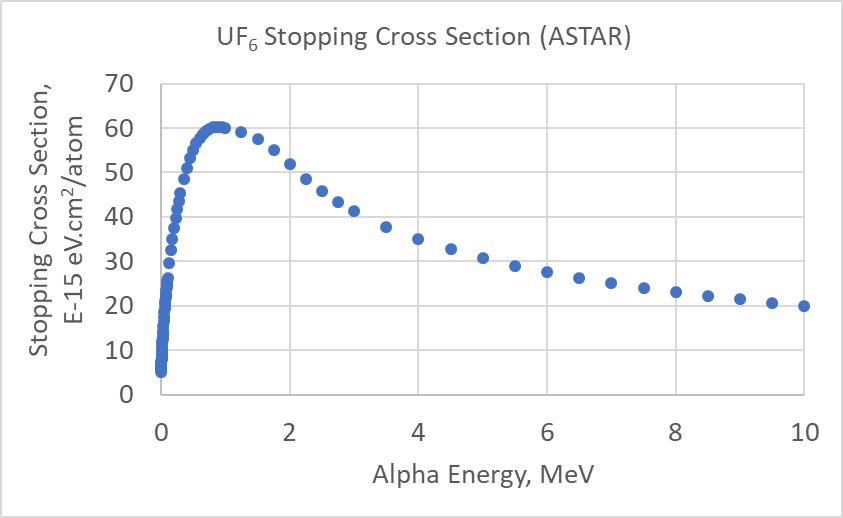 UF6 Stopping Cross Section (ASTAR)
Stopping Cross Section,
E-15 eV.cm2/atom
70
60
50
40
30
20
10
0
0 2 4 6 8 10
Alpha Energy, MeV